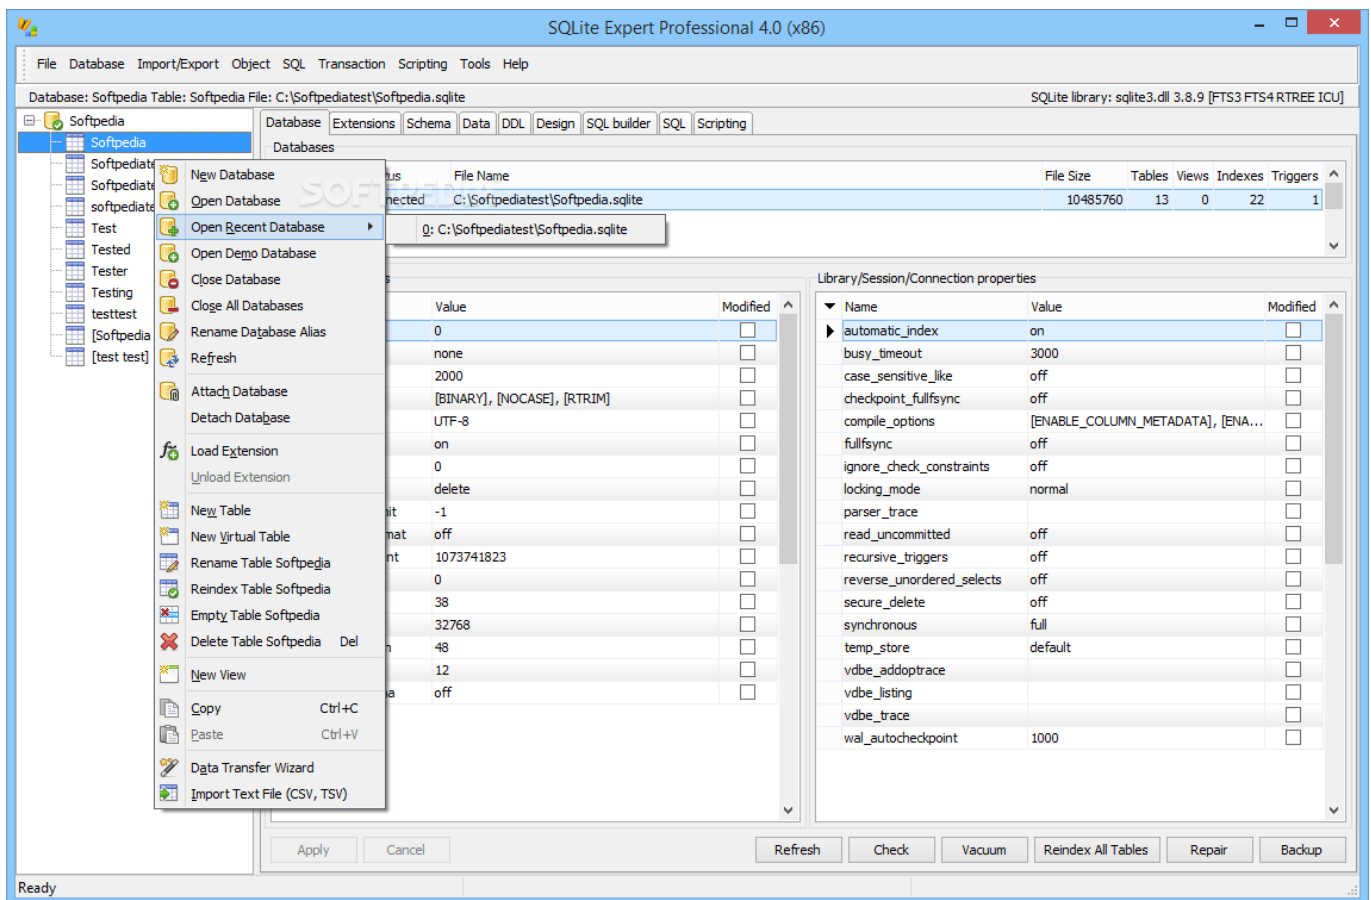 SQLite Expert Professional 4.0 (x86)
File Database Import/Export Object SQL Transaction Scripting Tools Help
Database: Softpedia Table: Softpedia File: C:\Softpediatest\Softpedia.sqlite SQLite library: sqlite3.dll 3.8.9 [FTS3 FTS4 RTREE ICU]
Softpedia
Softpedia
Softpediate
Softpediate
softpediate
Test
Tested
Tester
Testing
testtest
[Softpedia
[test test]
Database Extensions Schema Data DDL Design SQL builder SQL Scripting
Databases
File Name File Size Tables Views Indexes Triggers
nected C:\Softpediatest\Softpedia.sqlite 10485760 13 0 22 1
SOFTPEDIA
New Database
Open Database
Open Recent Database
0: C:\Softpediatest\Softpedia.sqlite
Open Demo Database
Close Database
Close All Databases
Rename Database Alias
Refresh
Attach Database
Detach Database
Load Extension
Unload Extension
New Table
New Virtual Table
Rename Table Softpedia
Reindex Table Softpedia
Empty Table Softpedia
Delete Table Softpedia Del
New View
Copy Ctrl+C
Paste Ctrl+V
Data Transfer Wizard
Import Text File (CSV, TSV)
Value Modified
0
none
2000
[BINARY], [NOCASE], [RTRIM]
UTF-8
on
0
delete
-1
mat off
1073741823
0
38
32768
48
12
off
Library/Session/Connection properties
Name Value Modified
automatic_index on
busy_timeout 3000
case_sensitive_like off
checkpoint_fullfsync off
compile_options [ENABLE_COLUMN_METADATA], [ENA...
fullfsync off
ignore_check_constraints off
locking_mode normal
parser_trace
read_uncommitted off
recursive_triggers off
reverse_unordered_selects off
secure_delete off
synchronous full
temp_store default
vdbe_addoptrace
vdbe_listing
vdbe_trace
wal_autocheckpoint 1000
Apply Cancel Refresh Check Vacuum Reindex All Tables Repair Backup
Ready